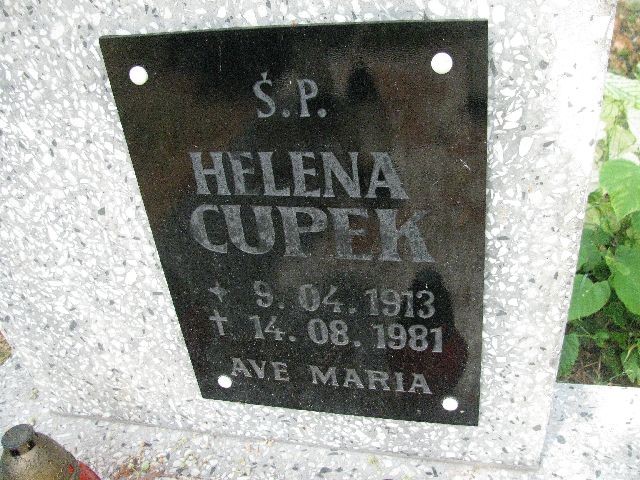 Ś.P.
HELENA
CUPEK
+ 9. 04. 1913
† 14. 08. 1981
AVE MARIA